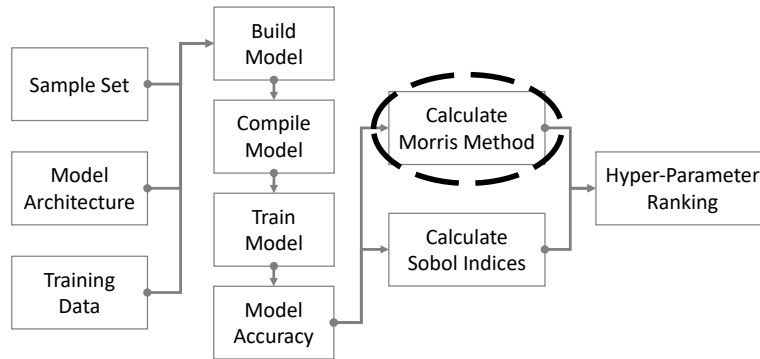 Sample Set
Model
Architecture
Training
Data
Build
Model
Compile
Model
Train
Model
Model
Accuracy
Calculate
Morris Method
Calculate
Sobol Indices
Hyper-Parameter
Ranking